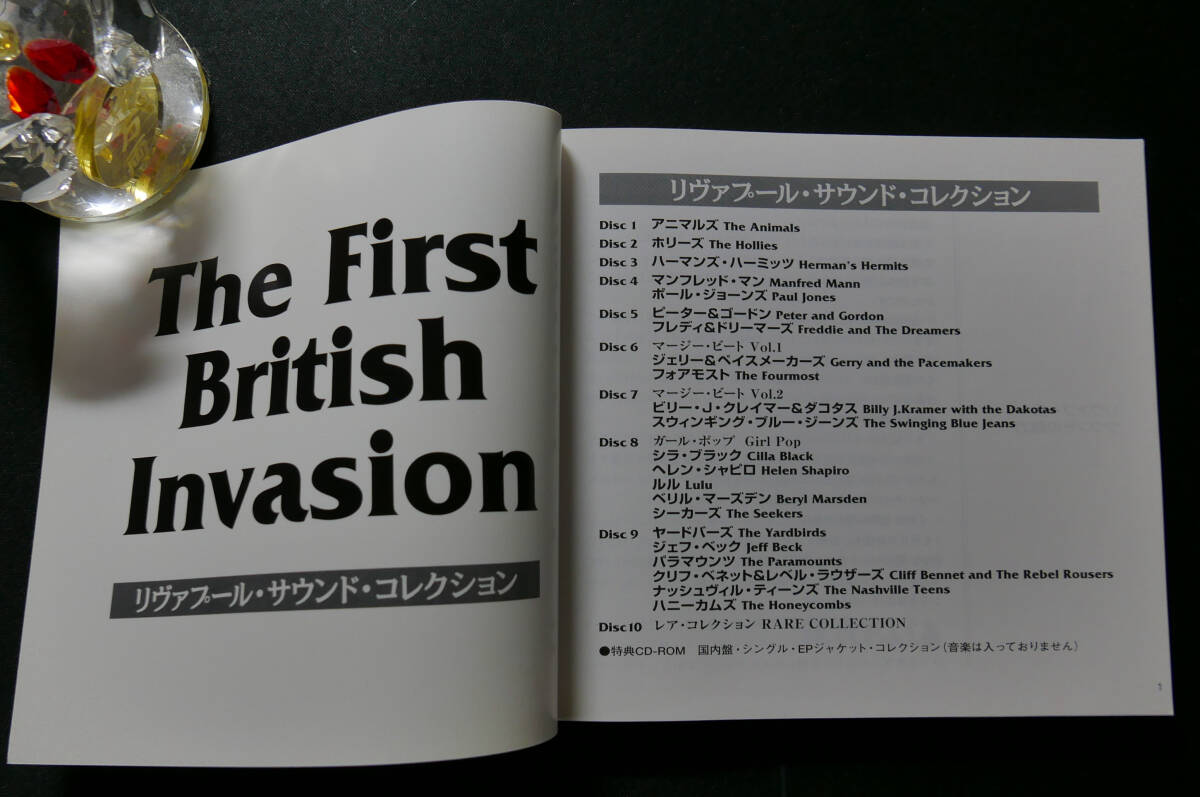 The First
British
Invasion
リヴァプール・サウンド・コレクション
リヴァプール・サウンド・コレクション
Disc 1 アニマルズ The Animals
Disc 2 ホリーズ The Hollies
Disc 3 ハーマンズ・ハーミッツ Herman's Hermits
Disc 4 マンフレッド・マン Manfred Mann
ポール・ジョーンズ Paul Jones
Disc 5 ピーター&ゴードン Peter and Gordon
フレディ&ドリーマーズ Freddie and The Dreamers
Disc 6 マージー・ビート Vol.1
ジェリー&ペイスメーカーズ Gerry and the Pacemakers
フォアモスト The Fourmost
Disc 7 マージー・ビート Vol.2
ビリー・J・クレイマー&ダコタス Billy J.Kramer with the Dakotas
スウィンギング・ブルー・ジーンズ The Swinging Blue Jeans
Disc 8 ガール・ポップ Girl Pop
シラ・ブラック Cilla Black
ヘレン・シャピロ Helen Shapiro
ルル Lulu
ベリル・マーズデン Beryl Marsden
シーカーズ The Seekers
Disc 9 ヤードバーズ The Yardbirds
ジェフ・ベック Jeff Beck
パラマウンツ The Paramounts
クリフ・ベネット&レベル・ラウザーズ Cliff Bennet and The Rebel Rousers
ナッシュヴィル・ティーンズ The Nashville Teens
ハニーカムズ The Honeycombs
Disc10 レア・コレクション RARE COLLECTION
●特典CD-ROM 国内盤・シングル・EPジャケット・コレクション(音楽は入っておりません)
1